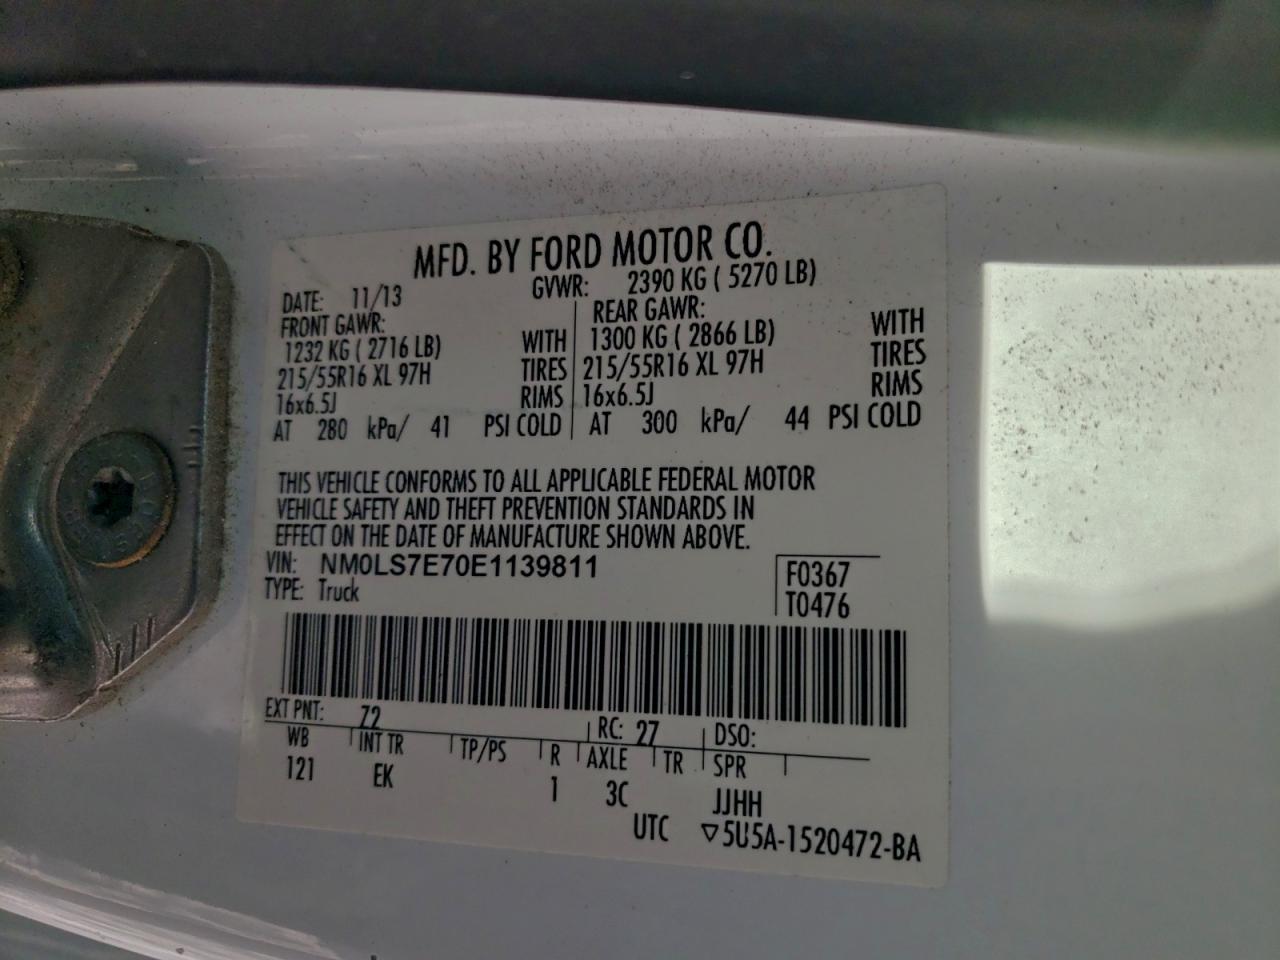 MFD. BY FORD MOTOR CO.
DATE: 11/13 GVWR: 2390 KG ( 5270 LB)
FRONT GAWR: REAR GAWR:
1232 KG ( 2716 LB) WITH 1300 KG ( 2866 LB) WITH
215/55R16 XL 97H TIRES 215/55R16 XL 97H TIRES
16x6.5J RIMS 16x6.5J RIMS
AT 280 kPa/ 41 PSI COLD AT 300 kPa/ 44 PSI COLD
THIS VEHICLE CONFORMS TO ALL APPLICABLE FEDERAL MOTOR
VEHICLE SAFETY AND THEFT PREVENTION STANDARDS IN
EFFECT ON THE DATE OF MANUFACTURE SHOWN ABOVE.
VIN: NM0LS7E70E1139811 F0367
TYPE: Truck T0476
EXT PNT: Z2 RC: 27 DSO:
WB INT TR TP/PS R AXLE TR SPR
121 EK 1 3C JJHH
UTC ▽5U5A-1520472-BA